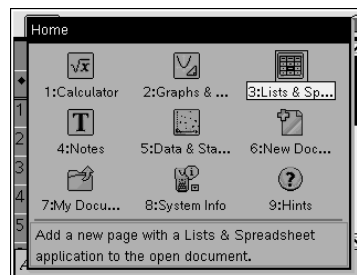 Home
1:Calculator 2:Graphs & ... 3:Lists & Sp...
4:Notes 5:Data & Sta... 6:New Doc...
7:My Docu... 8:System Info 9:Hints
Add a new page with a Lists & Spreadsheet
application to the open document.
1
2
3
4
5
A